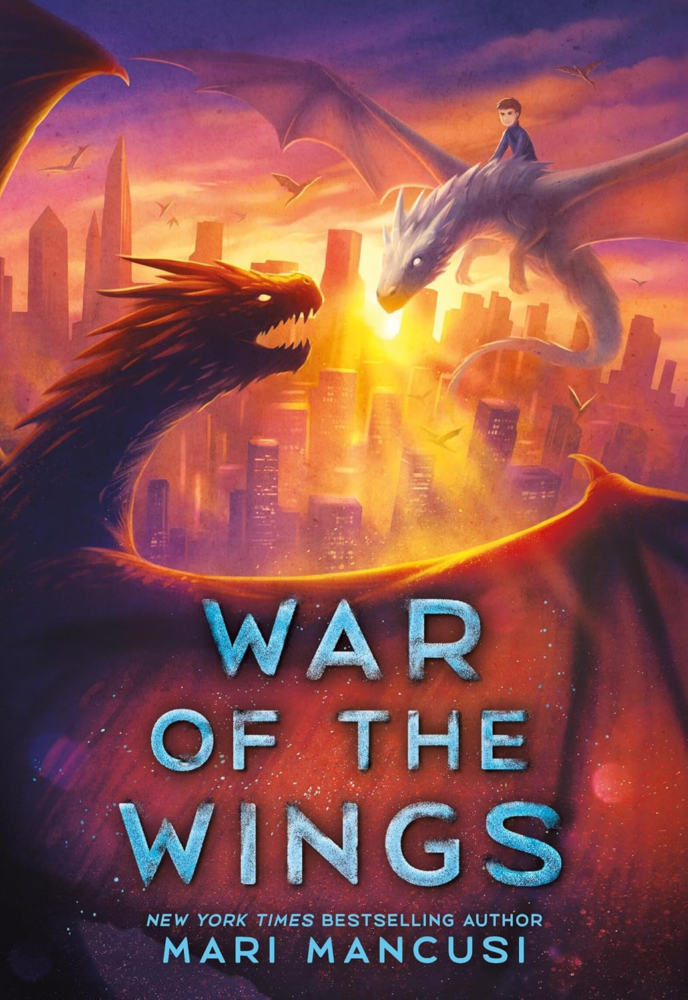 WAR
OF THE
WINGS
NEW YORK TIMES BESTSELLING AUTHOR
MARI MANCUSI